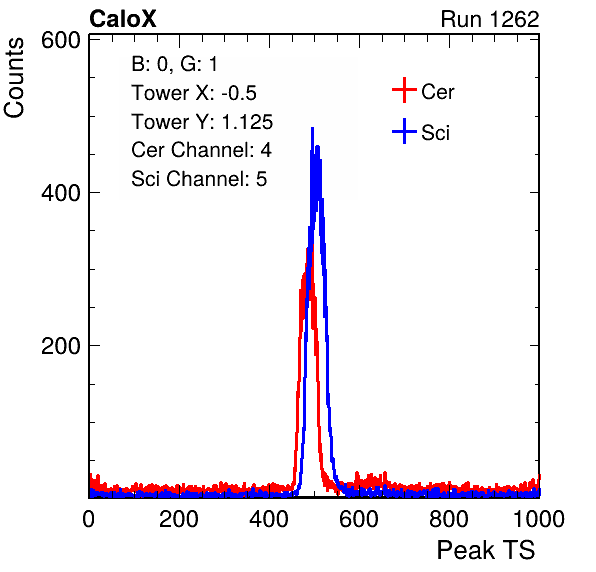 CaloX Run 1262
Counts
600
400
200
B: 0, G: 1
Tower X: -0.5
Tower Y: 1.125
Cer Channel: 4
Sci Channel: 5
Cer
Sci
0 200 400 600 800 1000
Peak TS